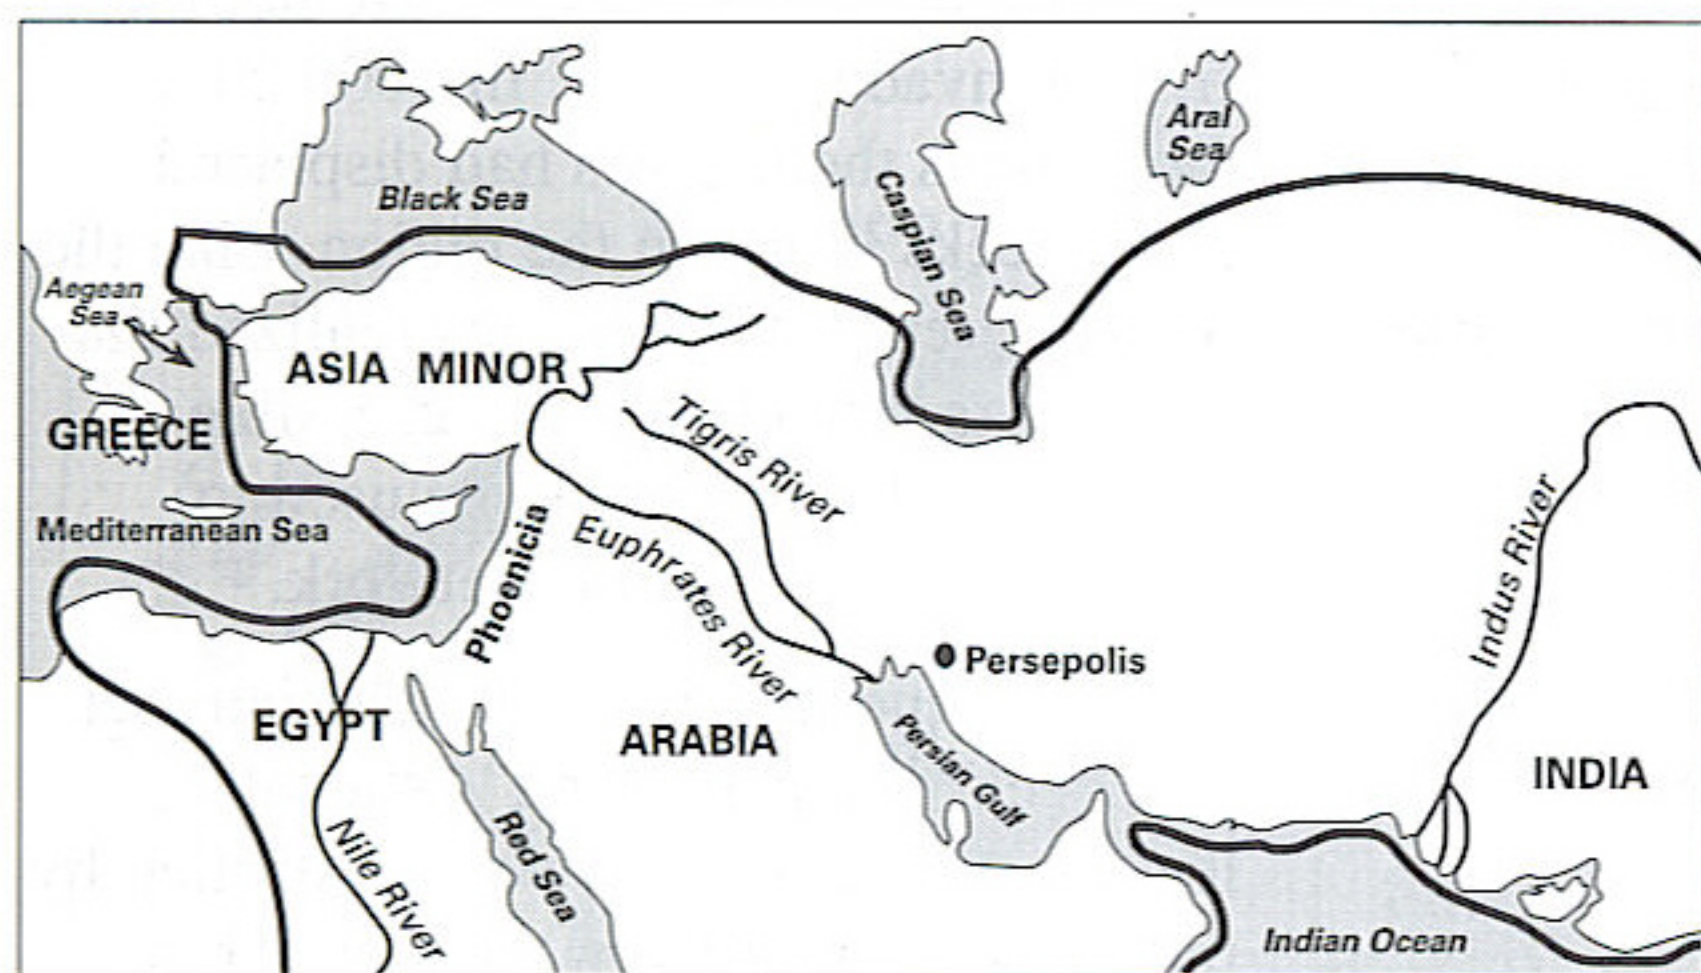 Aral
Sea
Black Sea
Caspian Sea
Aegean
Sea
ASIA MINOR
Tigris River
GREECE
Mediterranean Sea
Phoenicia
Euphrates River
Indus River
Persepolis
EGYPT
ARABIA
Persian Gulf
INDIA
Nile River
Red Sea
Indian Ocean